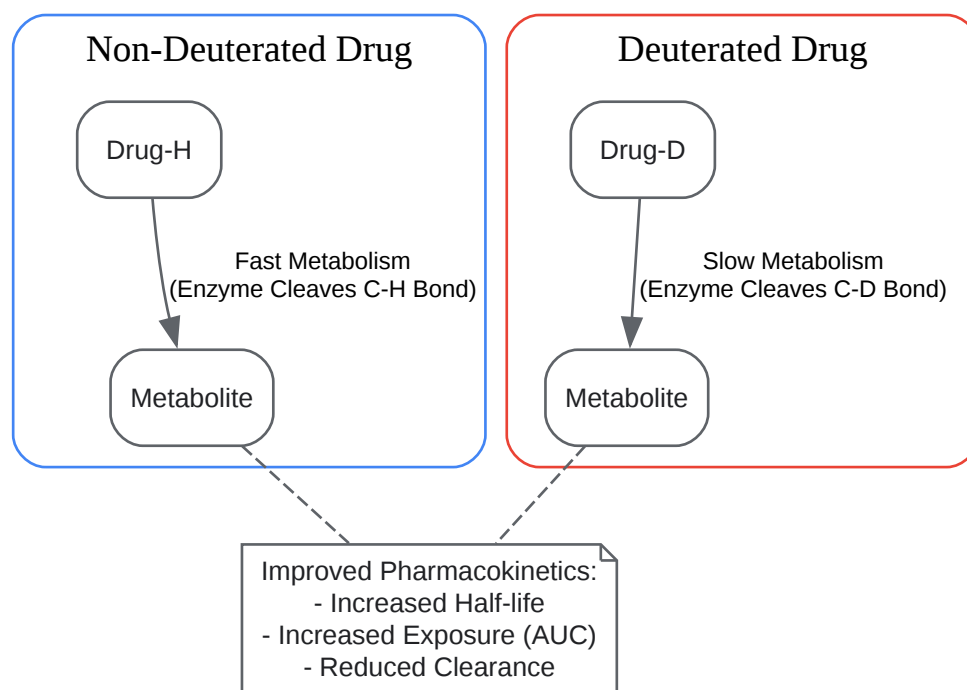 Non-Deuterated Drug
Drug-H
Fast Metabolism
(Enzyme Cleaves C-H Bond)
Metabolite
Deuterated Drug
Drug-D
Slow Metabolism
(Enzyme Cleaves C-D Bond)
Metabolite
Improved Pharmacokinetics:
- Increased Half-life
- Increased Exposure (AUC)
- Reduced Clearance